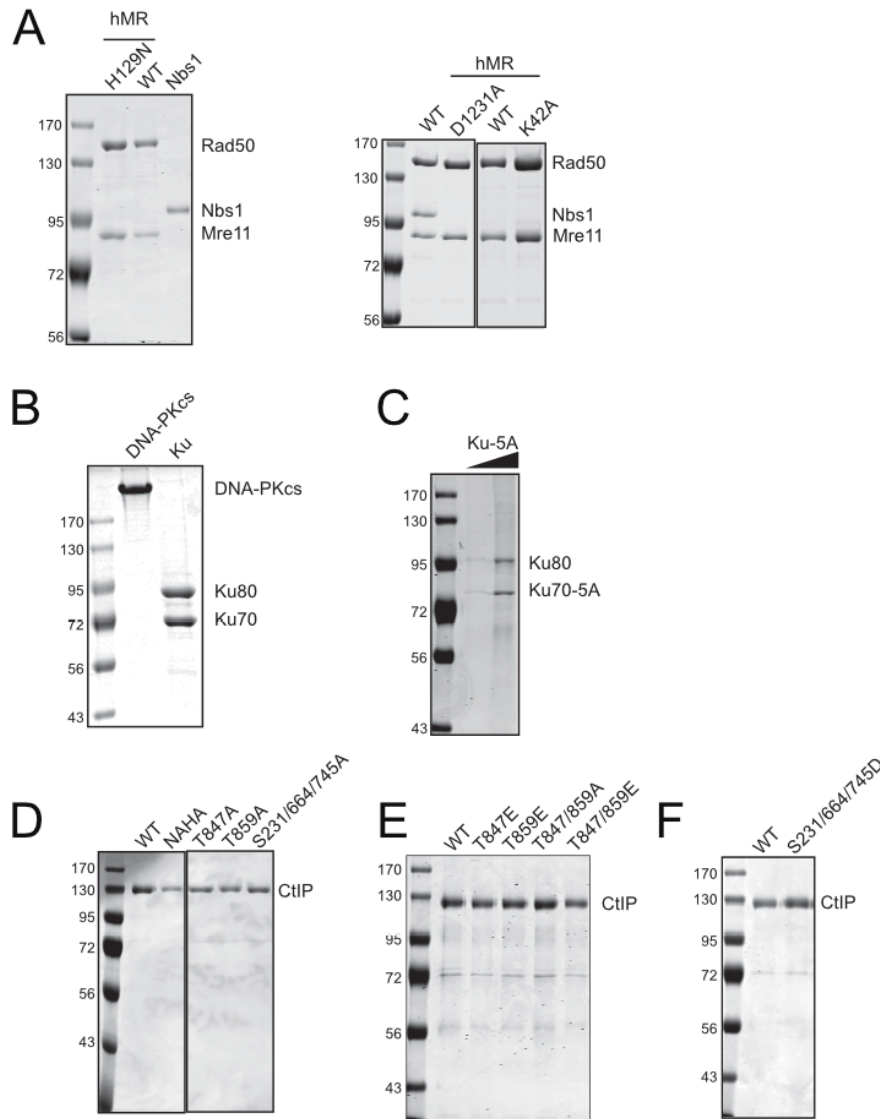 A
hMR
H129N
WT
Nbs1
170
130
95
72
56
Rad50
Nbs1
Mre11
hMR
WT
D1231A
WT
K42A
170
130
95
72
56
Rad50
Nbs1
Mre11
B
DNA-PKcs
Ku
170
130
95
72
56
43
DNA-PKcs
Ku80
Ku70
C
Ku-5A
170
130
95
72
56
43
Ku80
Ku70-5A
D
WT
NAHA
T847A
T859A
S231/664/745A
170
130
95
72
56
43
CtIP
E
WT
T847E
T859E
T847/859A
T847/859E
170
130
95
72
56
43
CtIP
F
WT
S231/664/745D
170
130
95
72
56
43
CtIP